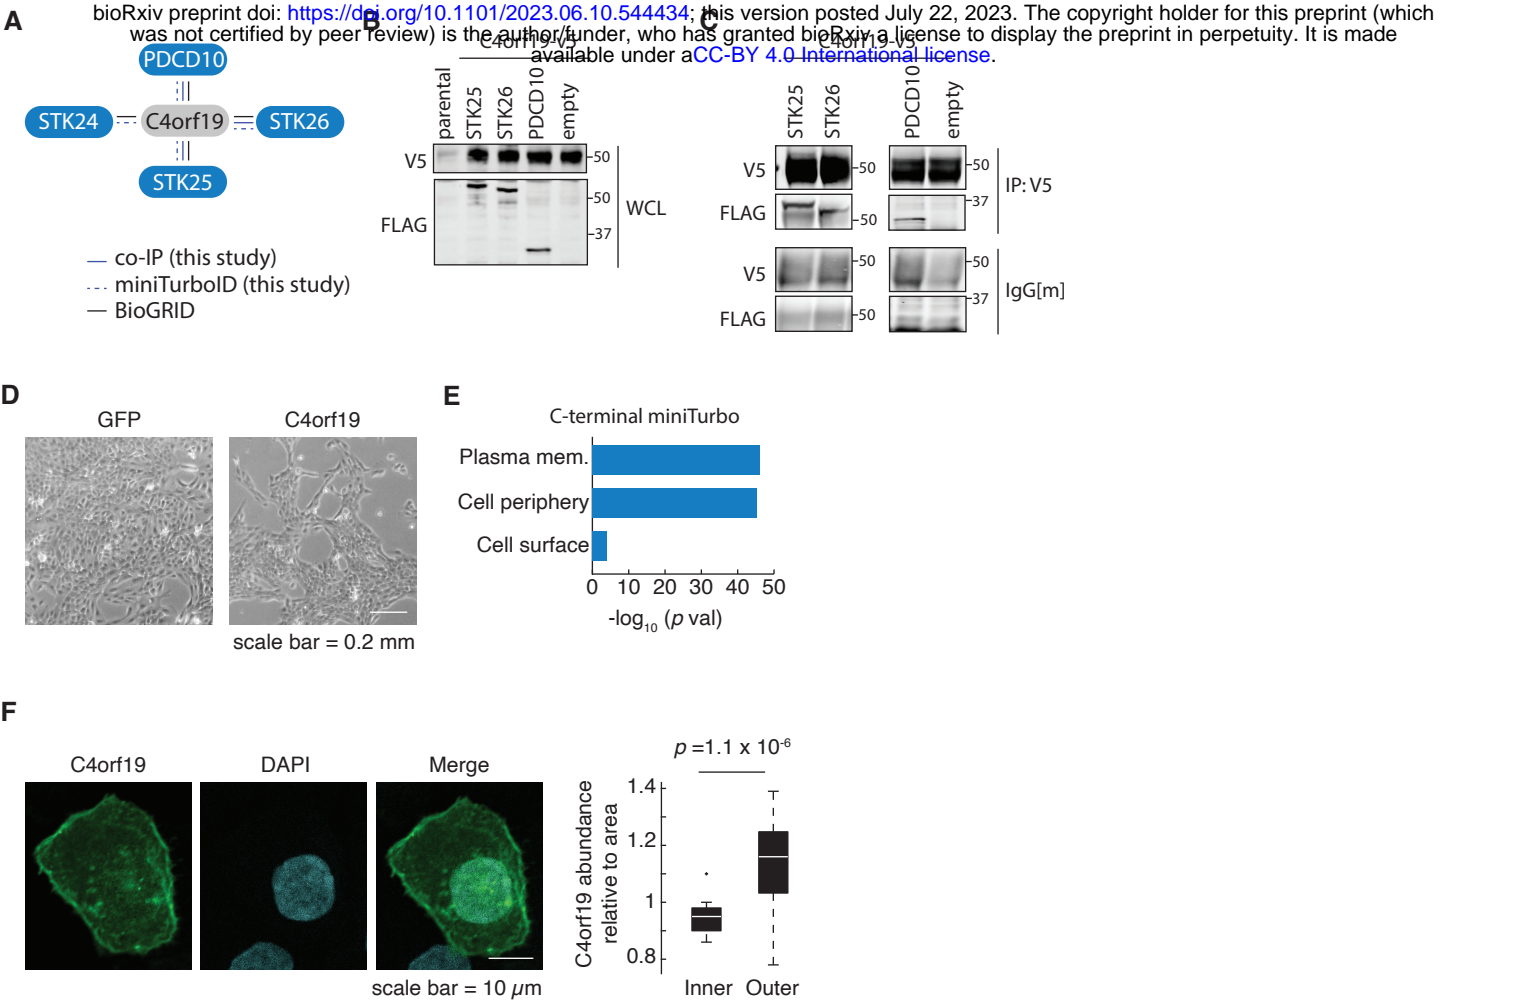 bioRxiv preprint doi: https://doi.org/10.1101/2023.06.10.544434; this version posted July 22, 2023. The copyright holder for this preprint (which
was not certified by peer review) is the author/funder, who has granted bioRxiv a license to display the preprint in perpetuity. It is made
available under aCC-BY 4.0 International license.
A
PDCD10
STK24
C4orf19
STK26
STK25
co-IP (this study)
miniTurboID (this study)
BioGRID
B
C4orf19-v5
parental
STK25
STK26
PDCD10
empty
V5
50
FLAG
50
37
WCL
C
C4orf19-v5
STK25
STK26
PDCD10
empty
V5
50
50
FLAG
50
37
IP: V5
V5
50
50
FLAG
50
37
IgG[m]
D
GFP
C4orf19
scale bar = 0.2 mm
E
C-terminal miniTurbo
Plasma mem.
Cell periphery
Cell surface
0 10 20 30 40 50
-log10 (p val)
F
C4orf19
DAPI
Merge
scale bar = 10 µm
p =1.1 x 10-6
C4orf19 abundance
relative to area
1.4
1.2
1
0.8
Inner Outer